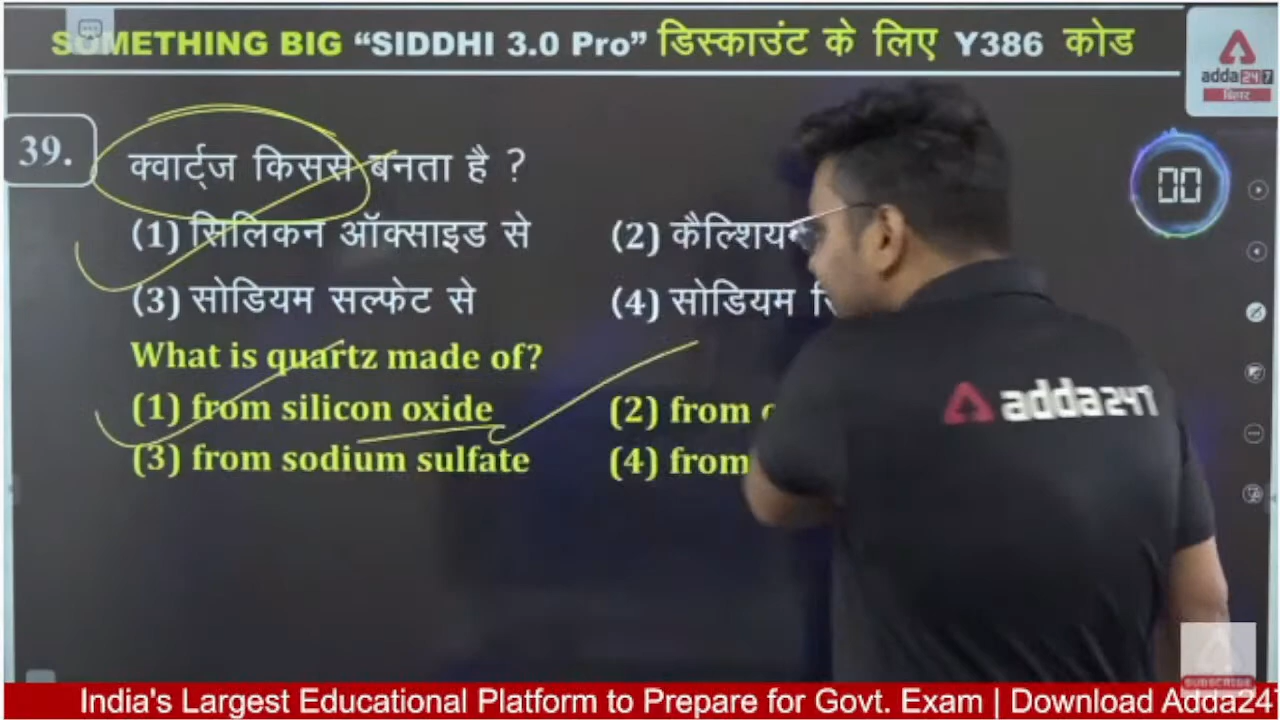 SOMETHING BIG “SIDDHI 3.0 Pro” डिस्काउंट के लिए Y386 कोड
adda247
बिहार
39. क्वार्ट्ज किससे बनता है ?
00
(1) सिलिकन ऑक्साइड से (2)
(3) सोडियम सल्फेट से (4) सोडियम
What is quartz made of?
adda247
(1) from silicon oxide (2) from
(3) from sodium sulfate (4) from
SUBSCRIBE
India's Largest Educational Platform to Prepare for Govt. Exam | Download Adda247